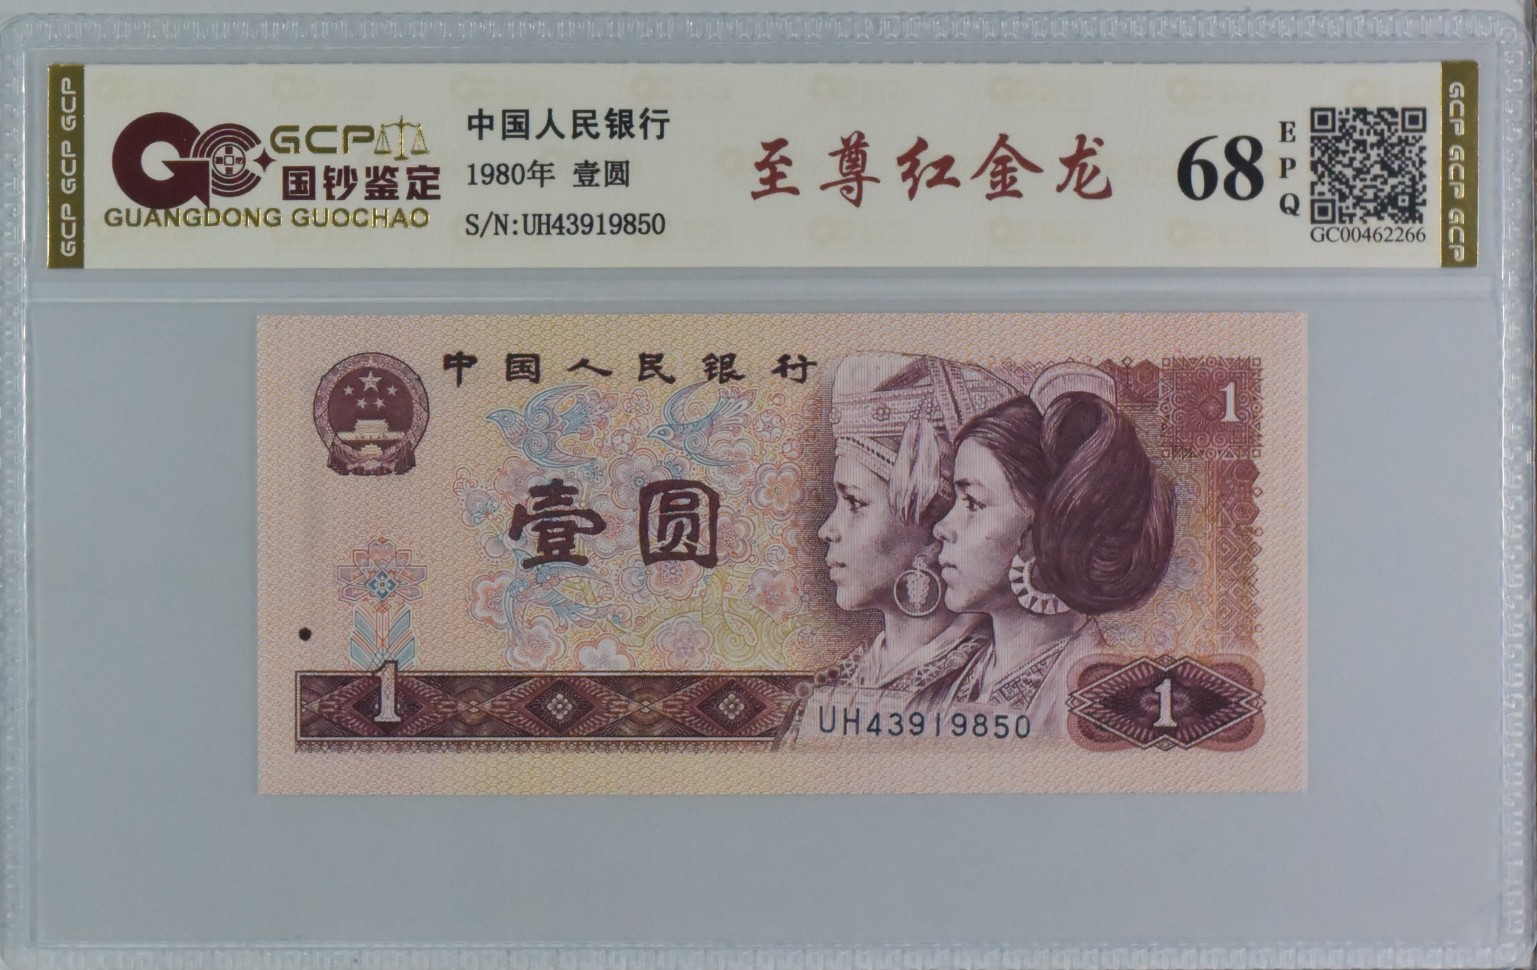 GCP GCP GCP
GCP
国钞鉴定
GUANGDONG GUOCHAO
中国人民银行
1980年 壹圆
S/N:UH43919850
至尊红金龙
68
EPQ
GC00462266
GCP GCP GCP
中国人民银行
1
壹圆
1
UH43919850
1